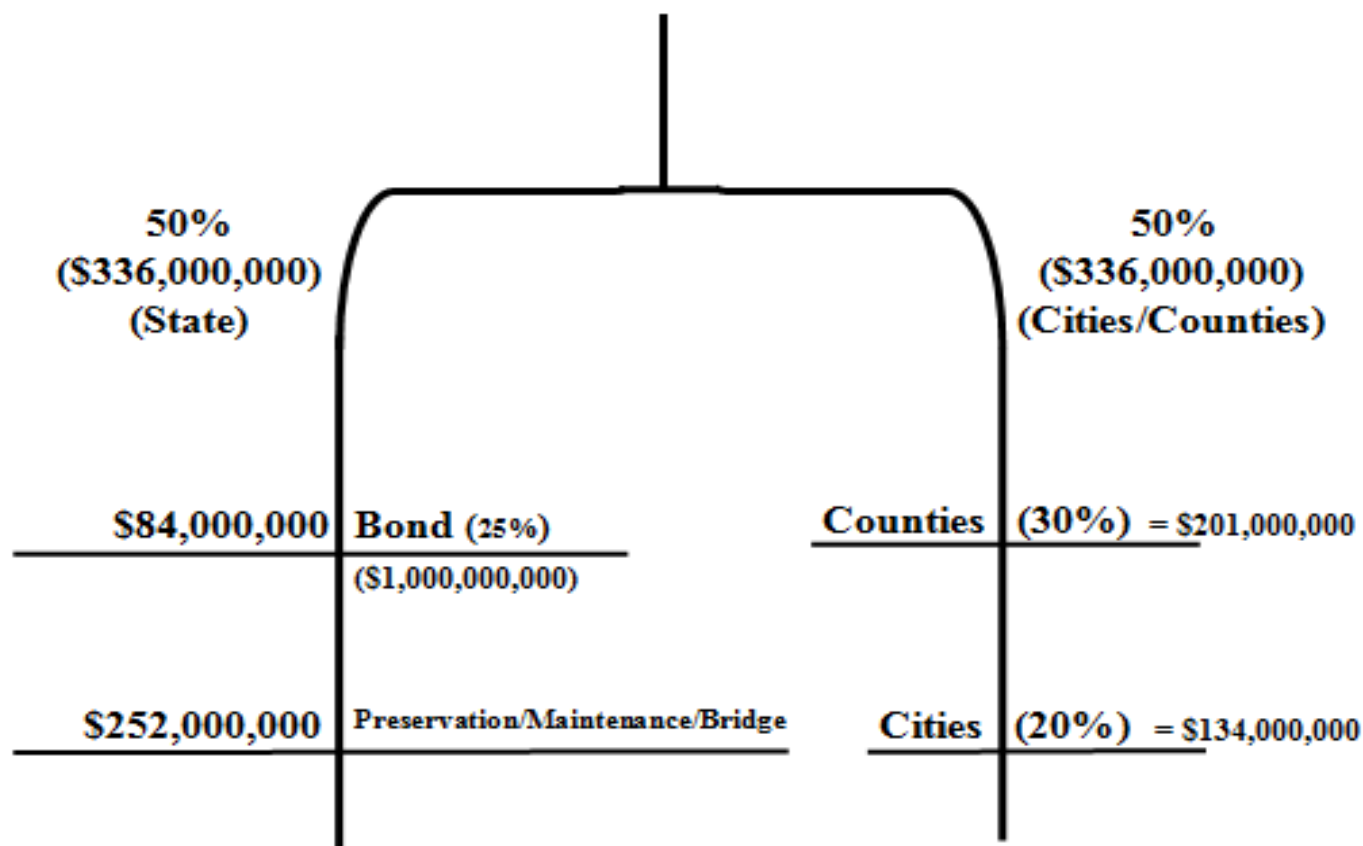 50%
($336,000,000)
(State)
50%
($336,000,000)
(Cities/Counties)
$84,000,000 Bond (25%)
($1,000,000,000)
Counties (30%) = $201,000,000
$252,000,000 Preservation/Maintenance/Bridge
Cities (20%) = $134,000,000